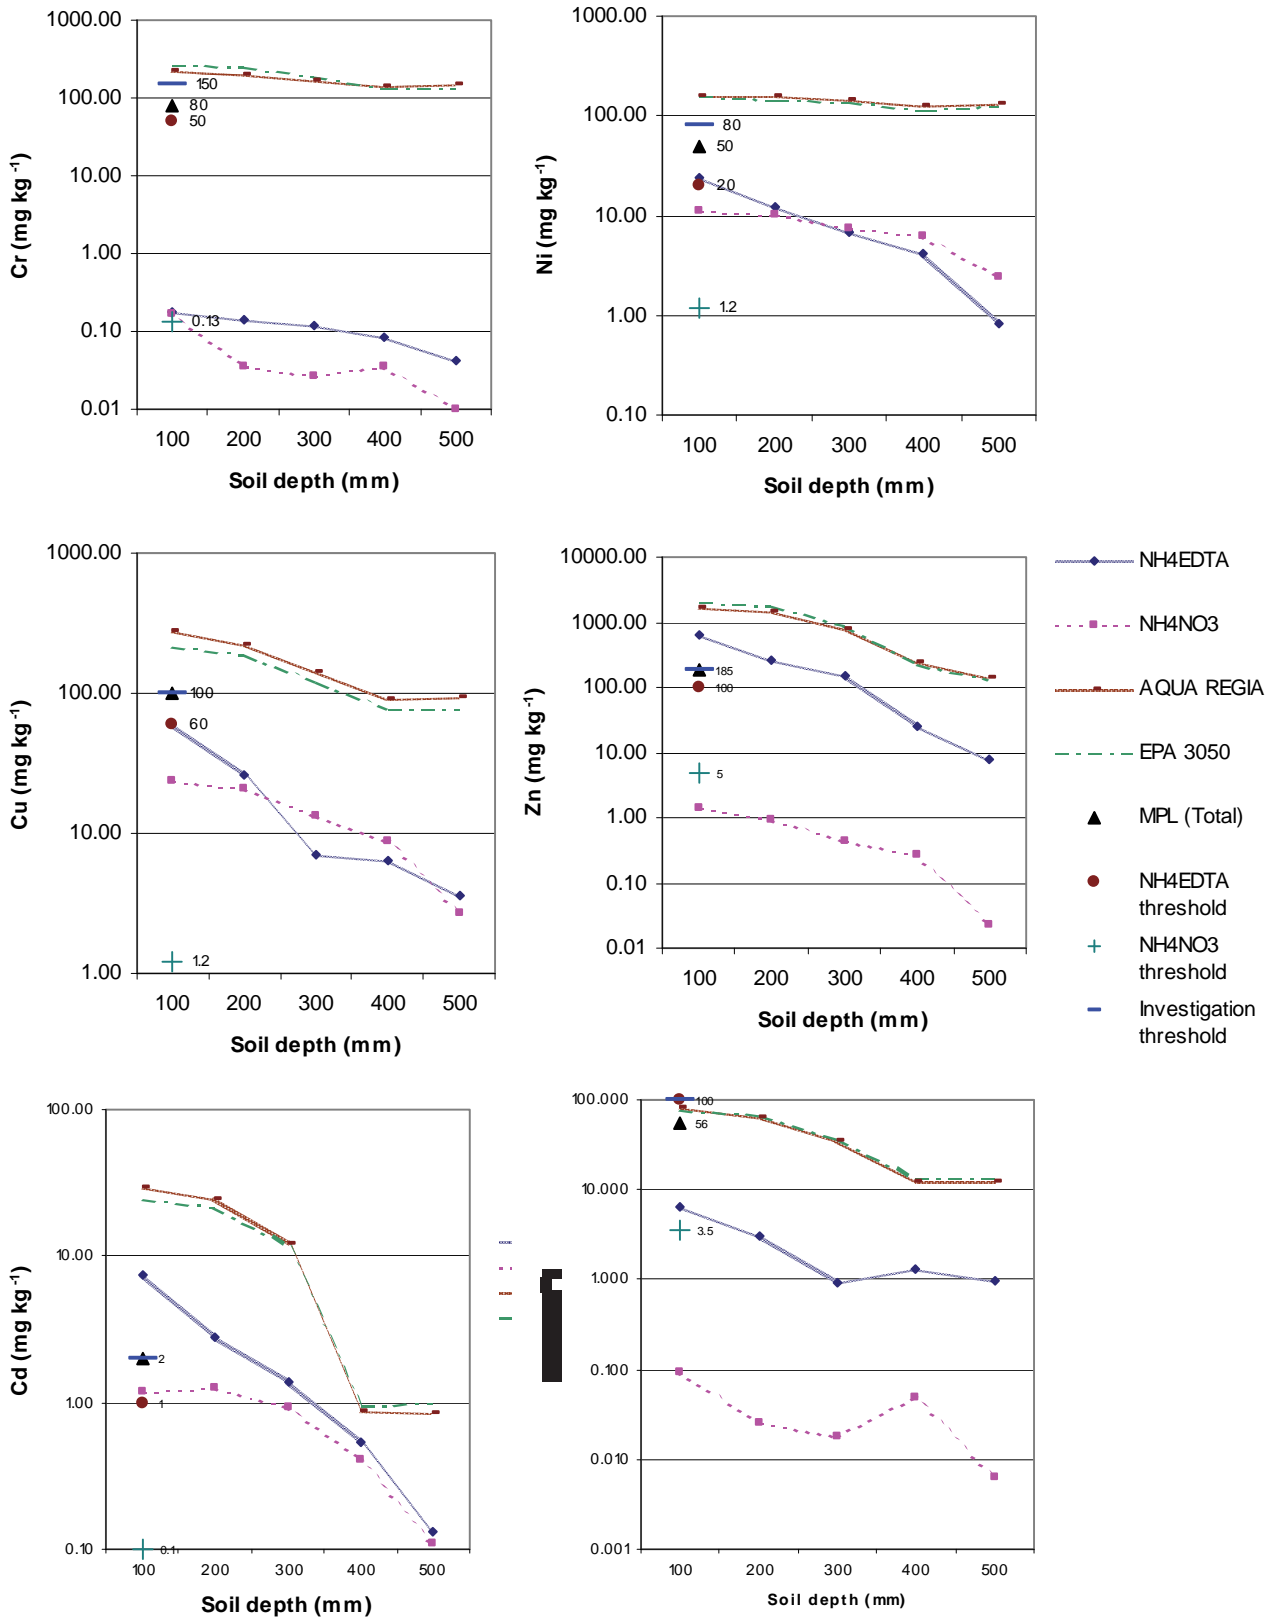 1000.00
100.00
10.00
1.00
0.10
0.01
Cr (mg kg-1)
150
80
50
0.13
100 200 300 400 500
Soil depth (mm)
1000.00
100.00
10.00
1.00
0.10
Ni (mg kg-1)
80
50
20
1.2
100 200 300 400 500
Soil depth (mm)
1000.00
100.00
10.00
1.00
Cu (mg kg-1)
100
60
1.2
100 200 300 400 500
Soil depth (mm)
10000.00
1000.00
100.00
10.00
1.00
0.10
0.01
Zn (mg kg-1)
185
100
5
100 200 300 400 500
Soil depth (mm)
NH4EDTA
NH4NO3
AQUA REGIA
EPA 3050
MPL (Total)
NH4EDTA
threshold
NH4NO3
threshold
Investigation
threshold
100.00
10.00
1.00
0.10
Cd (mg kg-1)
2
1
0.1
100 200 300 400 500
Soil depth (mm)
100.000
10.000
1.000
0.100
0.010
0.001
100
56
3.5
100 200 300 400 500
Soil depth (mm)